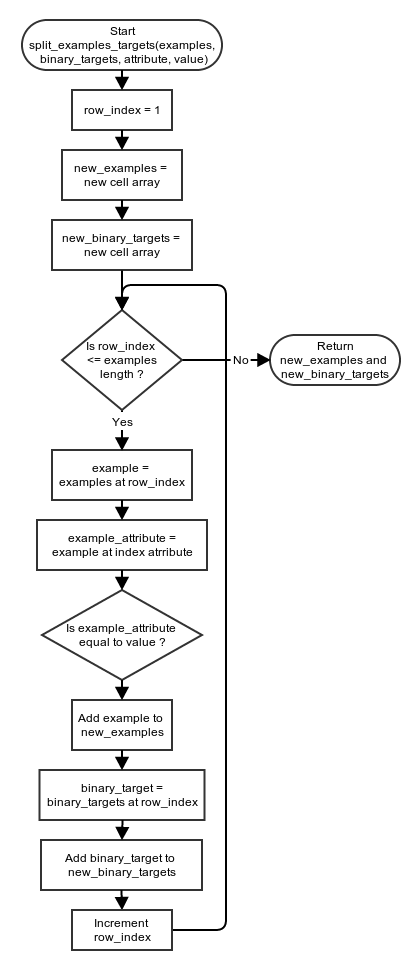 Start
split_examples_targets(examples,
binary_targets, attribute, value)
row_index = 1
new_examples =
new cell array
new_binary_targets =
new cell array
Is row_index
<= examples
length ?
No
Return
new_examples and
new_binary_targets
Yes
example =
examples at row_index
example_attribute =
example at index atrribute
Is example_attribute
equal to value ?
Add example to
new_examples
binary_target =
binary_targets at row_index
Add binary_target to
new_binary_targets
Increment
row_index